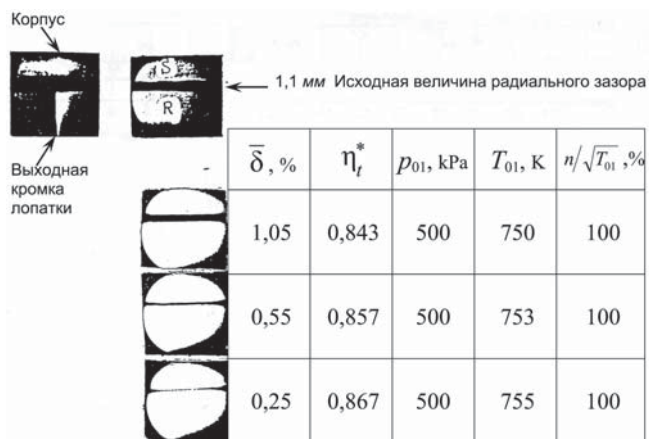 Корпус
S
R
1,1 мм Исходная величина радиального зазора
Выходная
кромка
лопатки
δ̅, % η*ₜ p₀₁, kPa T₀₁, K n/√T₀₁,%
1,05 0,843 500 750 100
0,55 0,857 500 753 100
0,25 0,867 500 755 100